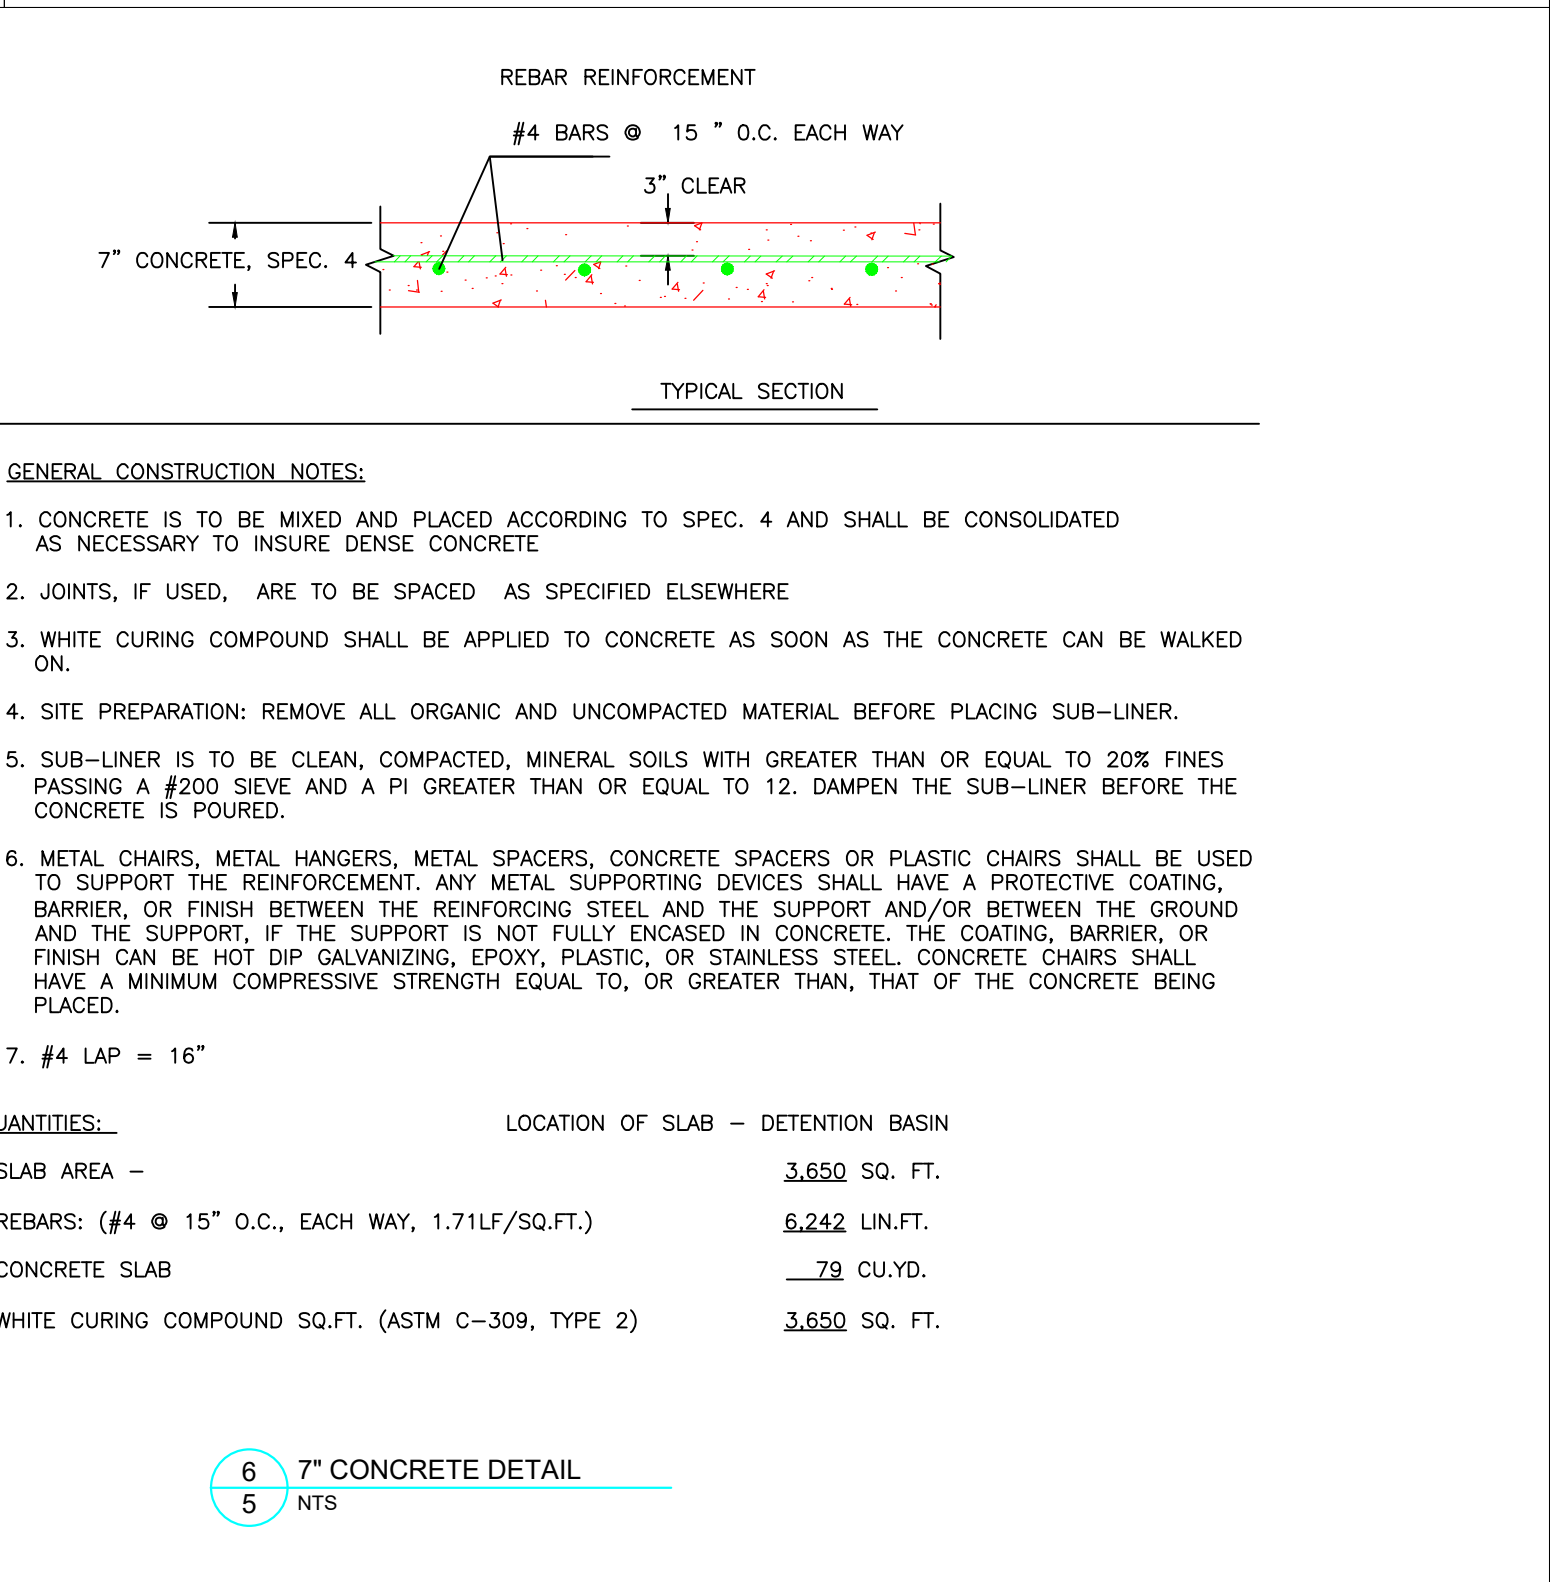 REBAR REINFORCEMENT
#4 BARS @ 15 " O.C. EACH WAY
3" CLEAR
7" CONCRETE, SPEC. 4
TYPICAL SECTION
GENERAL CONSTRUCTION NOTES:
1. CONCRETE IS TO BE MIXED AND PLACED ACCORDING TO SPEC. 4 AND SHALL BE CONSOLIDATED
AS NECESSARY TO INSURE DENSE CONCRETE
2. JOINTS, IF USED, ARE TO BE SPACED AS SPECIFIED ELSEWHERE
3. WHITE CURING COMPOUND SHALL BE APPLIED TO CONCRETE AS SOON AS THE CONCRETE CAN BE WALKED
ON.
4. SITE PREPARATION: REMOVE ALL ORGANIC AND UNCOMPACTED MATERIAL BEFORE PLACING SUB-LINER.
5. SUB-LINER IS TO BE CLEAN, COMPACTED, MINERAL SOILS WITH GREATER THAN OR EQUAL TO 20% FINES
PASSING A #200 SIEVE AND A PI GREATER THAN OR EQUAL TO 12. DAMPEN THE SUB-LINER BEFORE THE
CONCRETE IS POURED.
6. METAL CHAIRS, METAL HANGERS, METAL SPACERS, CONCRETE SPACERS OR PLASTIC CHAIRS SHALL BE USED
TO SUPPORT THE REINFORCEMENT. ANY METAL SUPPORTING DEVICES SHALL HAVE A PROTECTIVE COATING,
BARRIER, OR FINISH BETWEEN THE REINFORCING STEEL AND THE SUPPORT AND/OR BETWEEN THE GROUND
AND THE SUPPORT, IF THE SUPPORT IS NOT FULLY ENCASED IN CONCRETE. THE COATING, BARRIER, OR
FINISH CAN BE HOT DIP GALVANIZING, EPOXY, PLASTIC, OR STAINLESS STEEL. CONCRETE CHAIRS SHALL
HAVE A MINIMUM COMPRESSIVE STRENGTH EQUAL TO, OR GREATER THAN, THAT OF THE CONCRETE BEING
PLACED.
7. #4 LAP = 16"
UANTITIES: LOCATION OF SLAB - DETENTION BASIN
SLAB AREA - 3,650 SQ. FT.
REBARS: (#4 @ 15" O.C., EACH WAY, 1.71LF/SQ.FT.) 6,242 LIN.FT.
CONCRETE SLAB 79 CU.YD.
WHITE CURING COMPOUND SQ.FT. (ASTM C-309, TYPE 2) 3,650 SQ. FT.
6 7" CONCRETE DETAIL
5 NTS